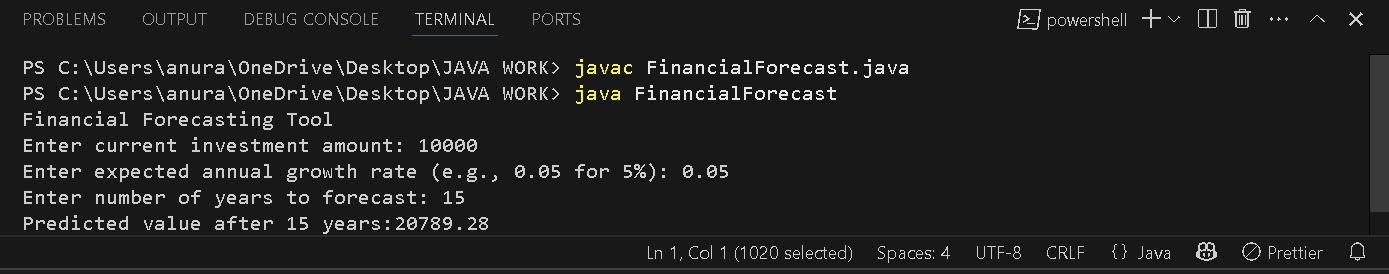 PROBLEMS OUTPUT DEBUG CONSOLE TERMINAL PORTS powershell
PS C:\Users\anura\OneDrive\Desktop\JAVA WORK> javac FinancialForecast.java
PS C:\Users\anura\OneDrive\Desktop\JAVA WORK> java FinancialForecast
Financial Forecasting Tool
Enter current investment amount: 10000
Enter expected annual growth rate (e.g., 0.05 for 5%): 0.05
Enter number of years to forecast: 15
Predicted value after 15 years:20789.28
Ln 1, Col 1 (1020 selected) Spaces: 4 UTF-8 CRLF {} Java Prettier